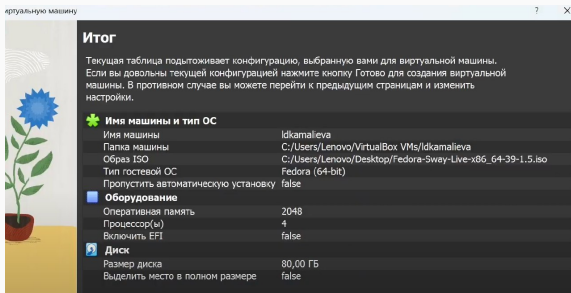 иртуальную машину
?
Итог
Текущая таблица подытоживает конфигурацию, выбранную вами для виртуальной машины.
Если вы довольны текущей конфигурацией нажмите кнопку Готово для создания виртуальной
машины. В противном случае вы можете перейти к предыдущим страницам и изменить
настройки.
Имя машины и тип ОС
Имя машины ldkamalieva
Папка машины C:/Users/Lenovo/VirtualBox VMs/ldkamalieva
Образ ISO C:/Users/Lenovo/Desktop/Fedora-Sway-Live-x86_64-39-1.5.iso
Тип гостевой ОС Fedora (64-bit)
Пропустить автоматическую установку false
Оборудование
Оперативная память 2048
Процессор(ы) 4
Включить EFI false
Диск
Размер диска 80,00 ГБ
Выделить место в полном размере false